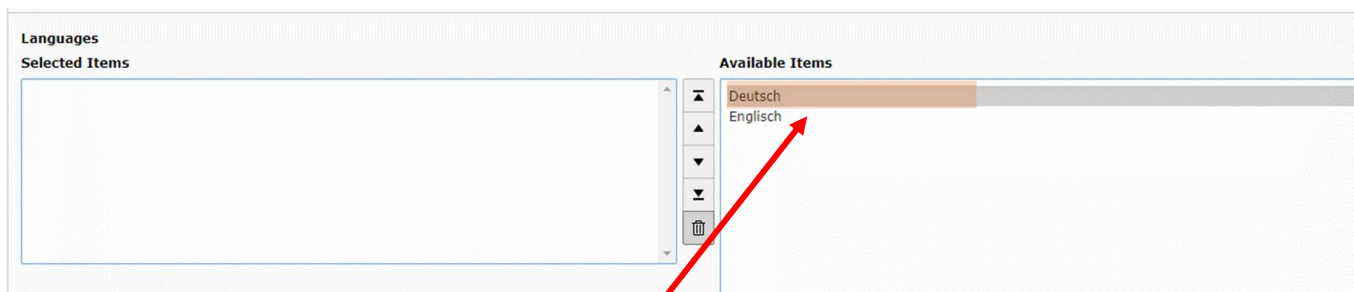 Languages
Selected Items
Available Items
Deutsch
Englisch